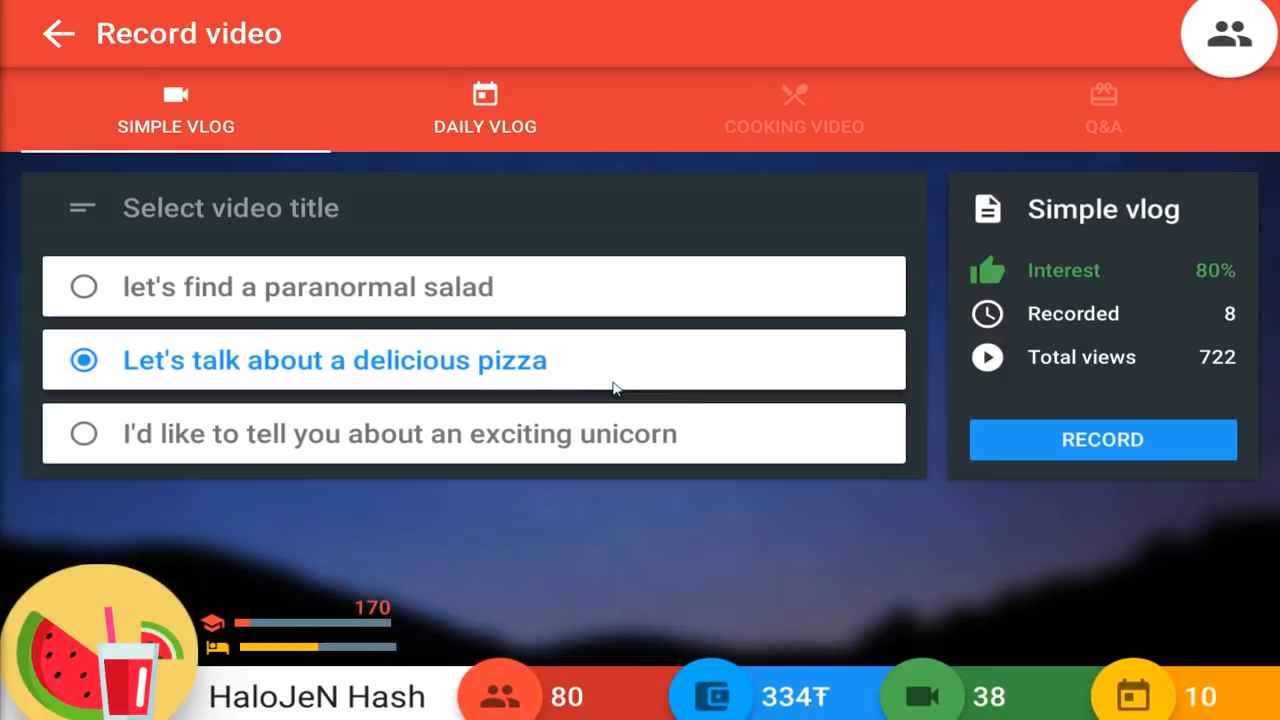 Record video
SIMPLE VLOG
DAILY VLOG
COOKING VIDEO
Q&A
Select video title
let's find a paranormal salad
Let's talk about a delicious pizza
I'd like to tell you about an exciting unicorn
Simple vlog
Interest 80%
Recorded 8
Total views 722
RECORD
170
HaloJeN Hash
80
334Ŧ
38
10